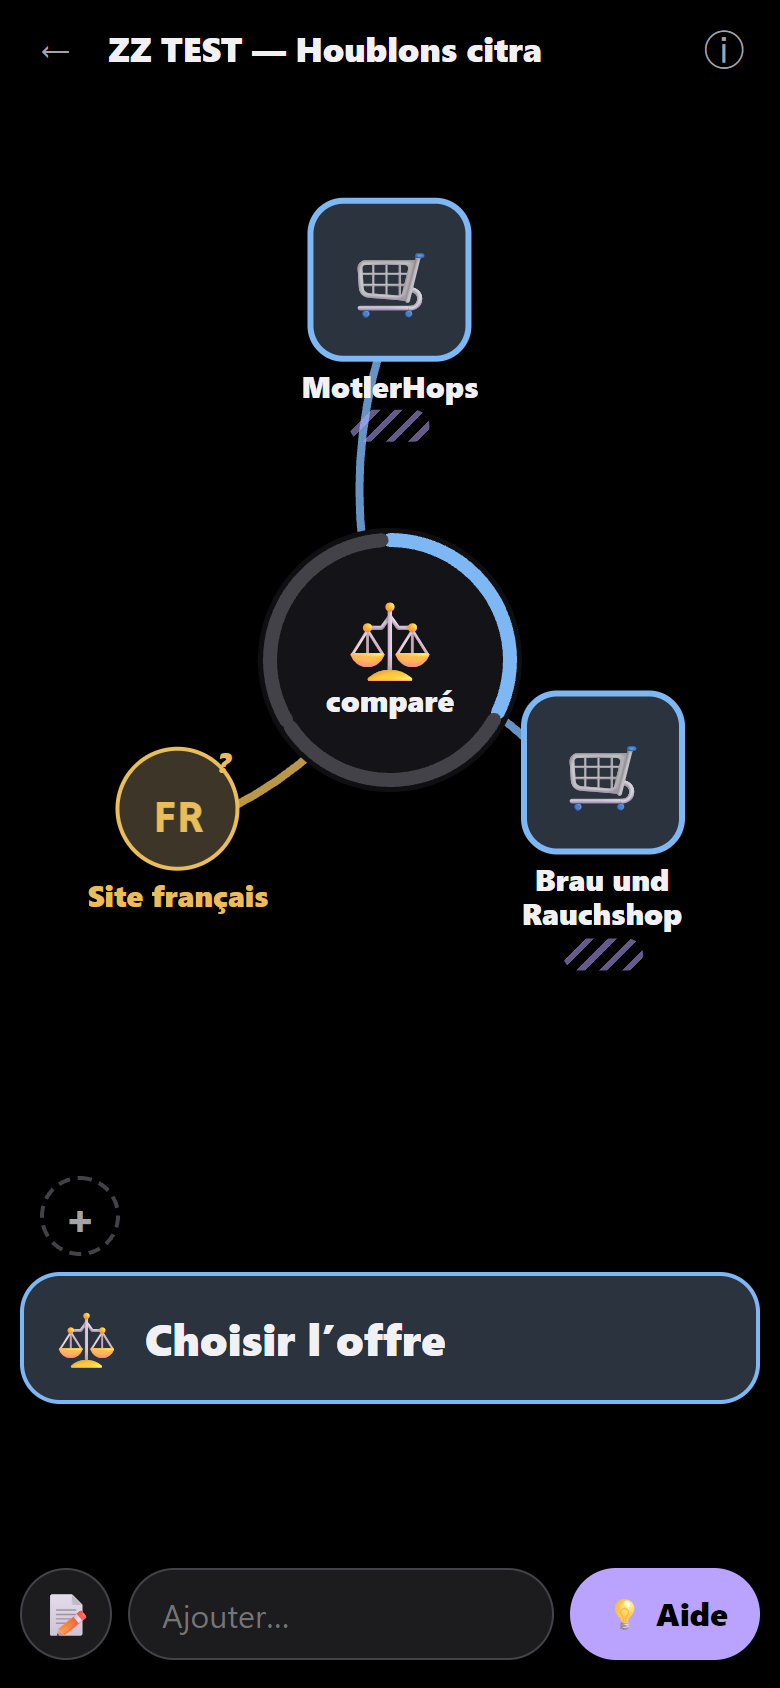 ZZ TEST — Houblons citra
MotlerHops
comparé
?
FR
Site français
Brau und
Rauchshop
+
Choisir l’offre
Ajouter...
Aide